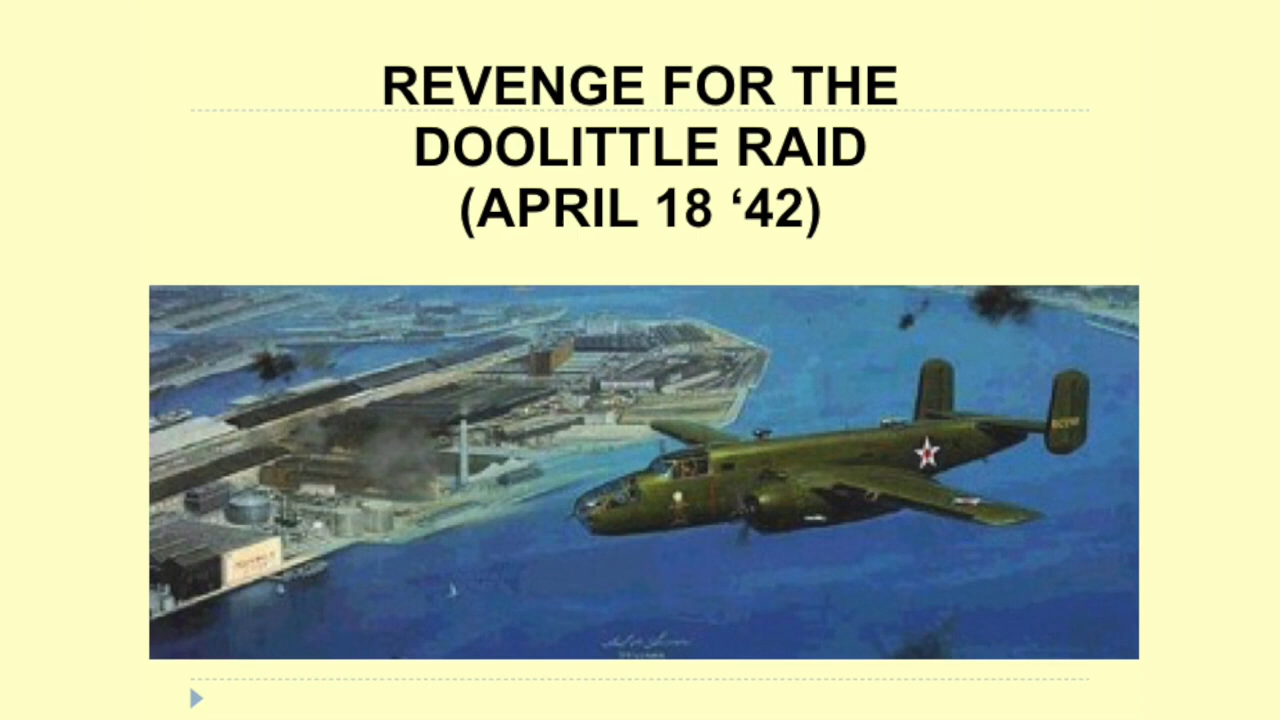 REVENGE FOR THE
DOOLITTLE RAID
(APRIL 18 ‘42)